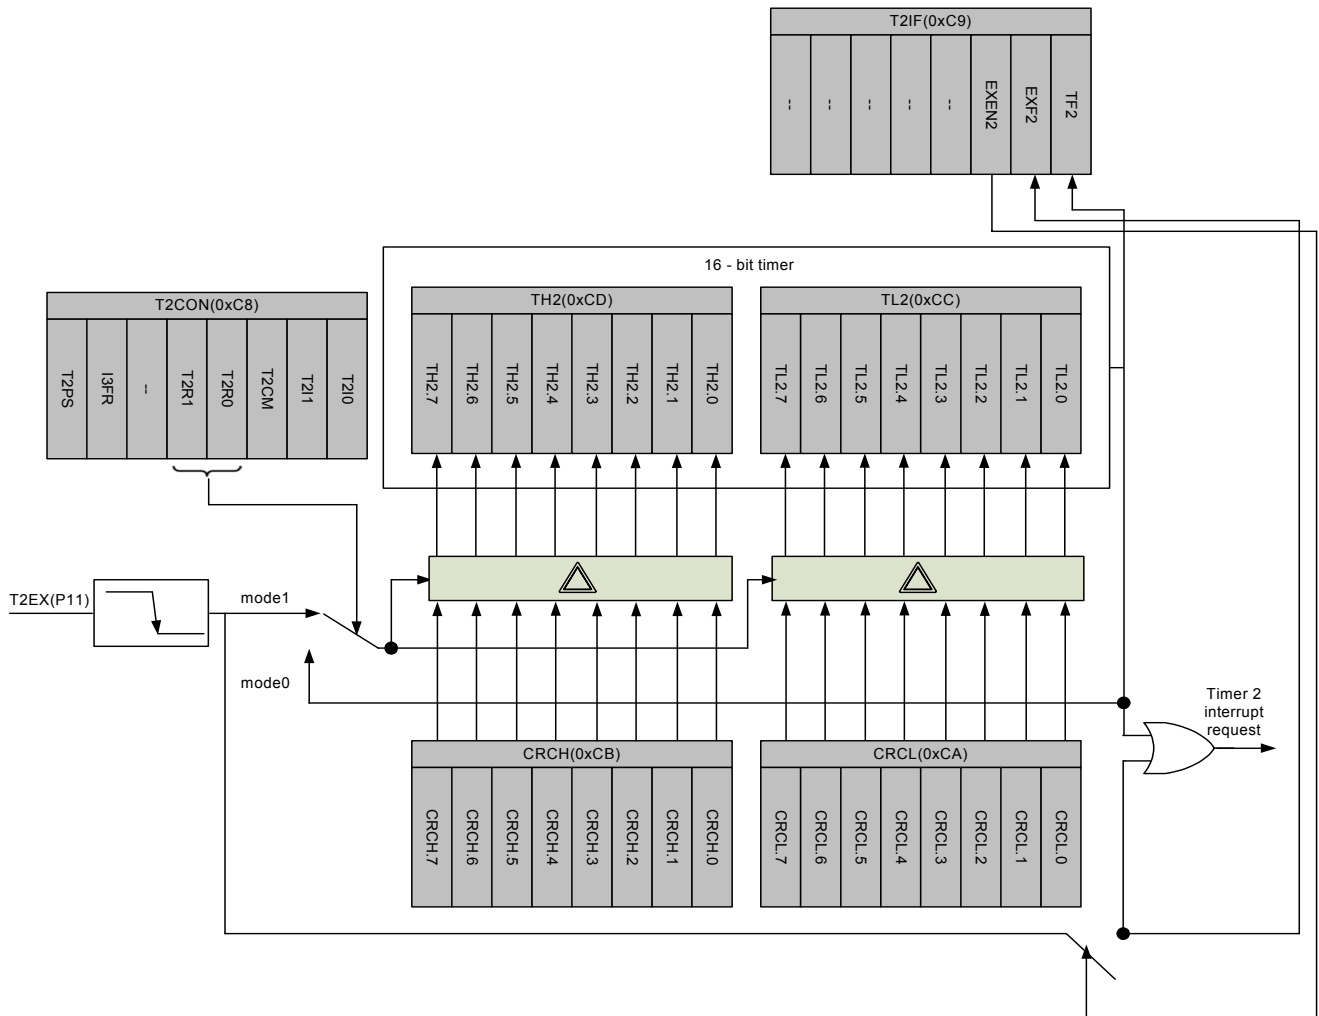 T2IF(0xC9)
--
--
--
--
--
EXEN2
EXF2
TF2
16 - bit timer
T2CON(0xC8)
T2PS
I3FR
--
T2R1
T2R0
T2CM
T2I1
T2I0
TH2(0xCD)
TH2.7
TH2.6
TH2.5
TH2.4
TH2.3
TH2.2
TH2.1
TH2.0
TL2(0xCC)
TL2.7
TL2.6
TL2.5
TL2.4
TL2.3
TL2.2
TL2.1
TL2.0
T2EX(P11)
mode1
mode0
Timer 2
interrupt
request
CRCH(0xCB)
CRCH.7
CRCH.6
CRCH.5
CRCH.4
CRCH.3
CRCH.2
CRCH.1
CRCH.0
CRCL(0xCA)
CRCL.7
CRCL.6
CRCL.5
CRCL.4
CRCL.3
CRCL.2
CRCL.1
CRCL.0